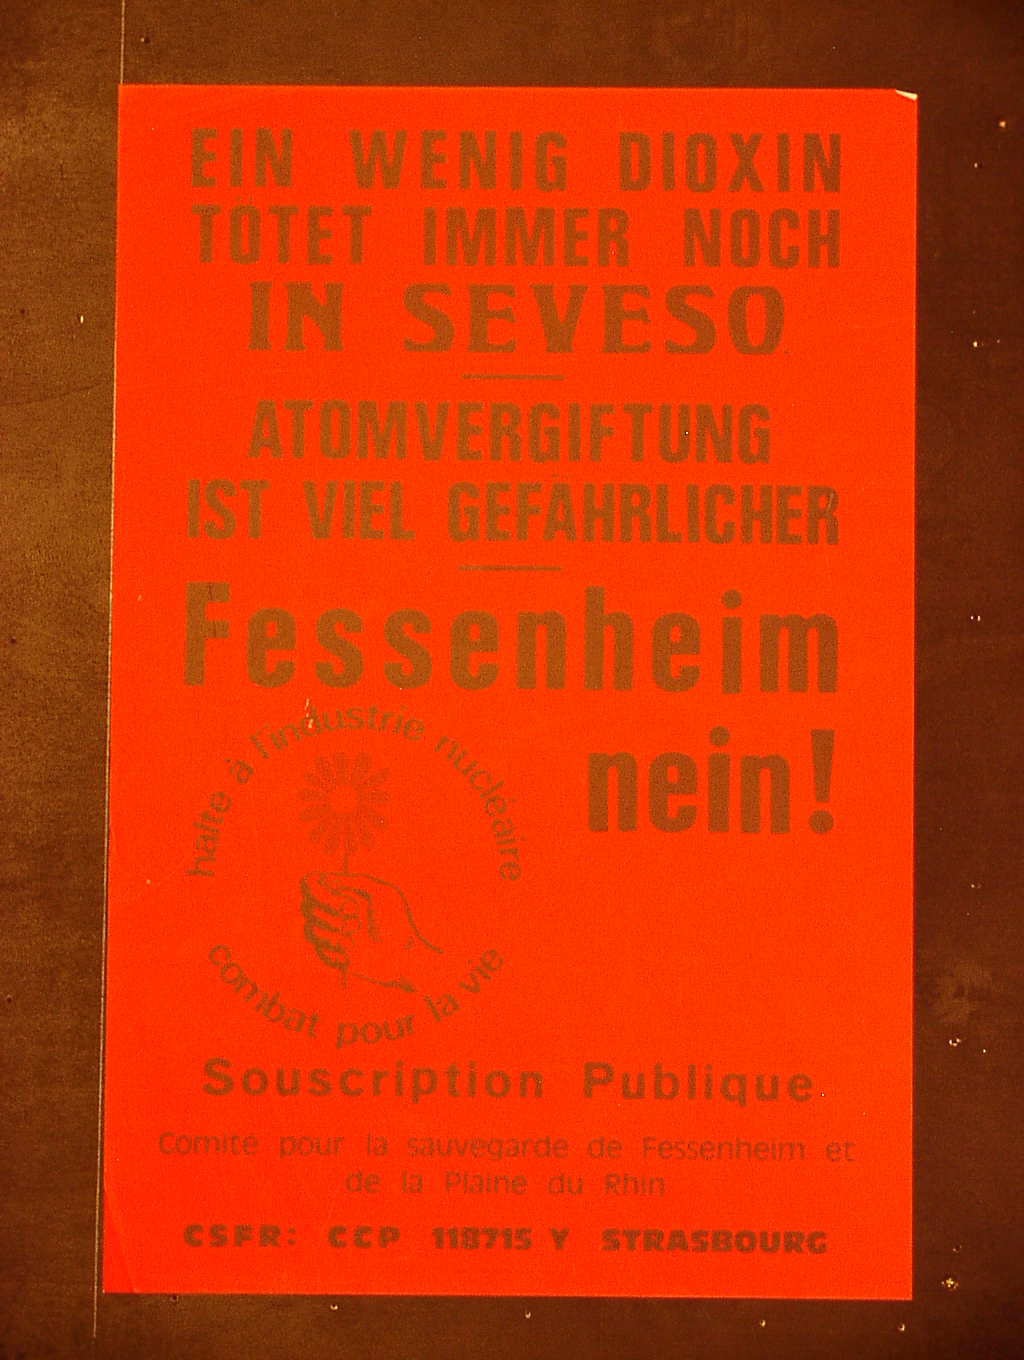 EIN WENIG DIOXIN
TOTET IMMER NOCH
IN SEVESO
ATOMVERGIFTUNG
IST VIEL GEFAHRLICHER
Fessenheim
nein!
halte à l'industrie nucléaire
combat pour la vie
Souscription Publique
Comité pour la sauvegarde de Fessenheim et
de la Plaine du Rhin
CSFR: CCP 118715 Y STRASBOURG